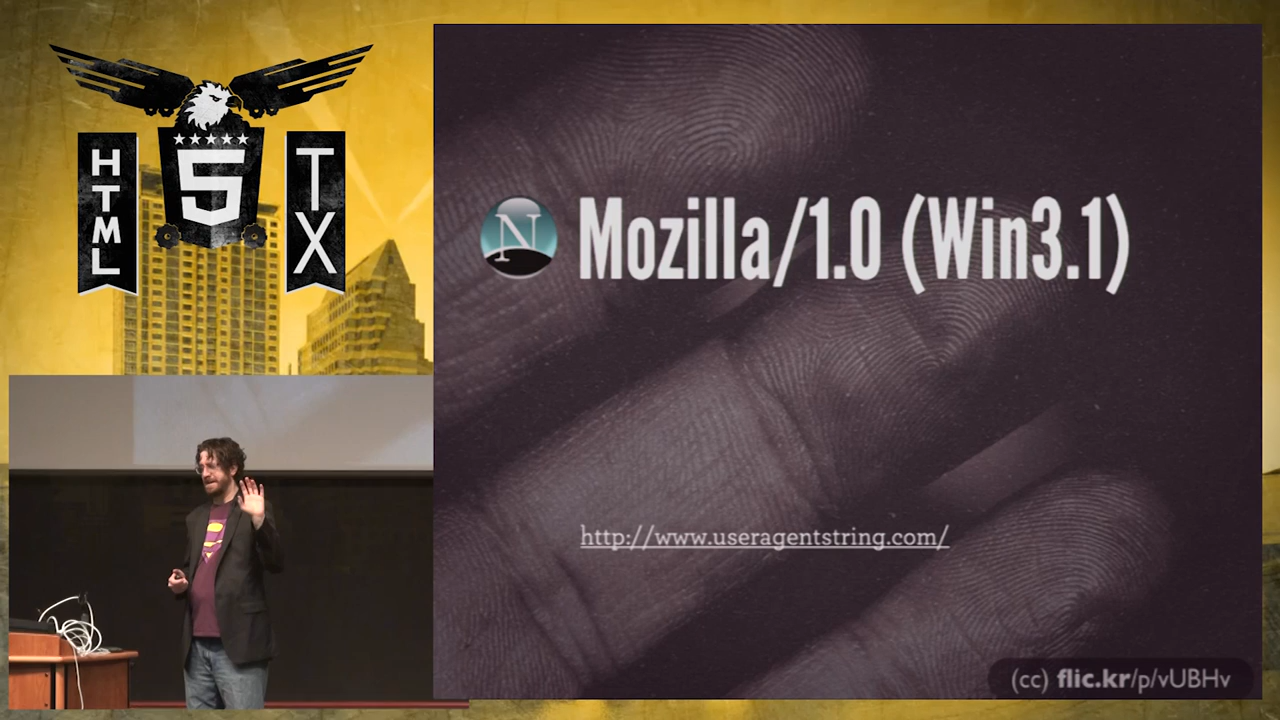 HTML
5
TX
N
Mozilla/1.0 (Win3.1)
http://www.useragentstring.com/
(cc) flic.kr/p/vUBHv